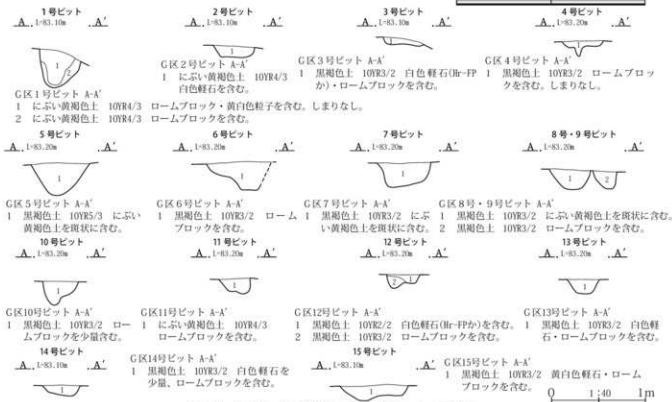 1号ピット
A . L=83.10m . A′
1 2
G区1号ピット A-A′
1 にぶい黄褐色土 10YR4/3 ロームブロック・黄白色粒子を含む。しまりなし。
2 にぶい黄褐色土 10YR4/3 ロームブロックを含む。
2号ピット
A . L=83.10m . A′
1
G区2号ピット A-A′
1 にぶい黄褐色土 10YR4/3
白色軽石を含む。
3号ピット
A . L=83.10m . A′
1
G区3号ピット A-A′
1 黒褐色土 10YR3/2 白色軽石(Hr-FP
か)・ロームブロックを含む。
4号ピット
A . L=83.20m . A′
1
G区4号ピット A-A′
1 黒褐色土 10YR3/2 ロームブロッ
クを含む。しまりなし。
5号ピット
A . L=83.20m . A′
1
G区5号ピット A-A′
1 黒褐色土 10YR5/3 にぶい
黄褐色土を斑状に含む。
6号ピット
A . L=83.20m . A′
1
G区6号ピット A-A′
1 黒褐色土 10YR3/2 ローム
ブロックを含む。
7号ピット
A . L=83.20m . A′
1
G区7号ピット A-A′
1 黒褐色土 10YR3/2 にぶ
い黄褐色土を斑状に含む。
8号・9号ピット
A . L=83.20m . A′
1 2
G区8号・9号ピット A-A′
1 黒褐色土 10YR3/2 にぶい黄褐色土を斑状に含む。
2 黒褐色土 10YR3/2 ロームブロックを含む。
10号ピット
A . L=83.20m . A′
1
G区10号ピット A-A′
1 黒褐色土 10YR3/2 ロー
ムブロックを少量含む。
11号ピット
A . L=83.20m . A′
1
G区11号ピット A-A′
1 にぶい黄褐色土 10YR4/3
ロームブロックを含む。
12号ピット
A . L=83.20m . A′
2 1
G区12号ピット A-A′
1 黒褐色土 10YR2/2 白色軽石(Hr-FPか)を含む。
2 黒褐色土 10YR3/2 ロームブロックを含む。
13号ピット
A . L=83.20m . A′
1
G区13号ピット A-A′
1 黒褐色土 10YR3/2 白色軽
石・ロームブロックを含む。
14号ピット
A . L=83.10m . A′
1
G区14号ピット A-A′
1 黒褐色土 10YR3/2 白色軽石を
少量、ロームブロックを含む。
15号ピット
A . L=83.10m . A′
1
G区15号ピット A-A′
1 黒褐色土 10YR3/2 黄白色軽石・ローム
ブロックを含む。
0 1:40 1m